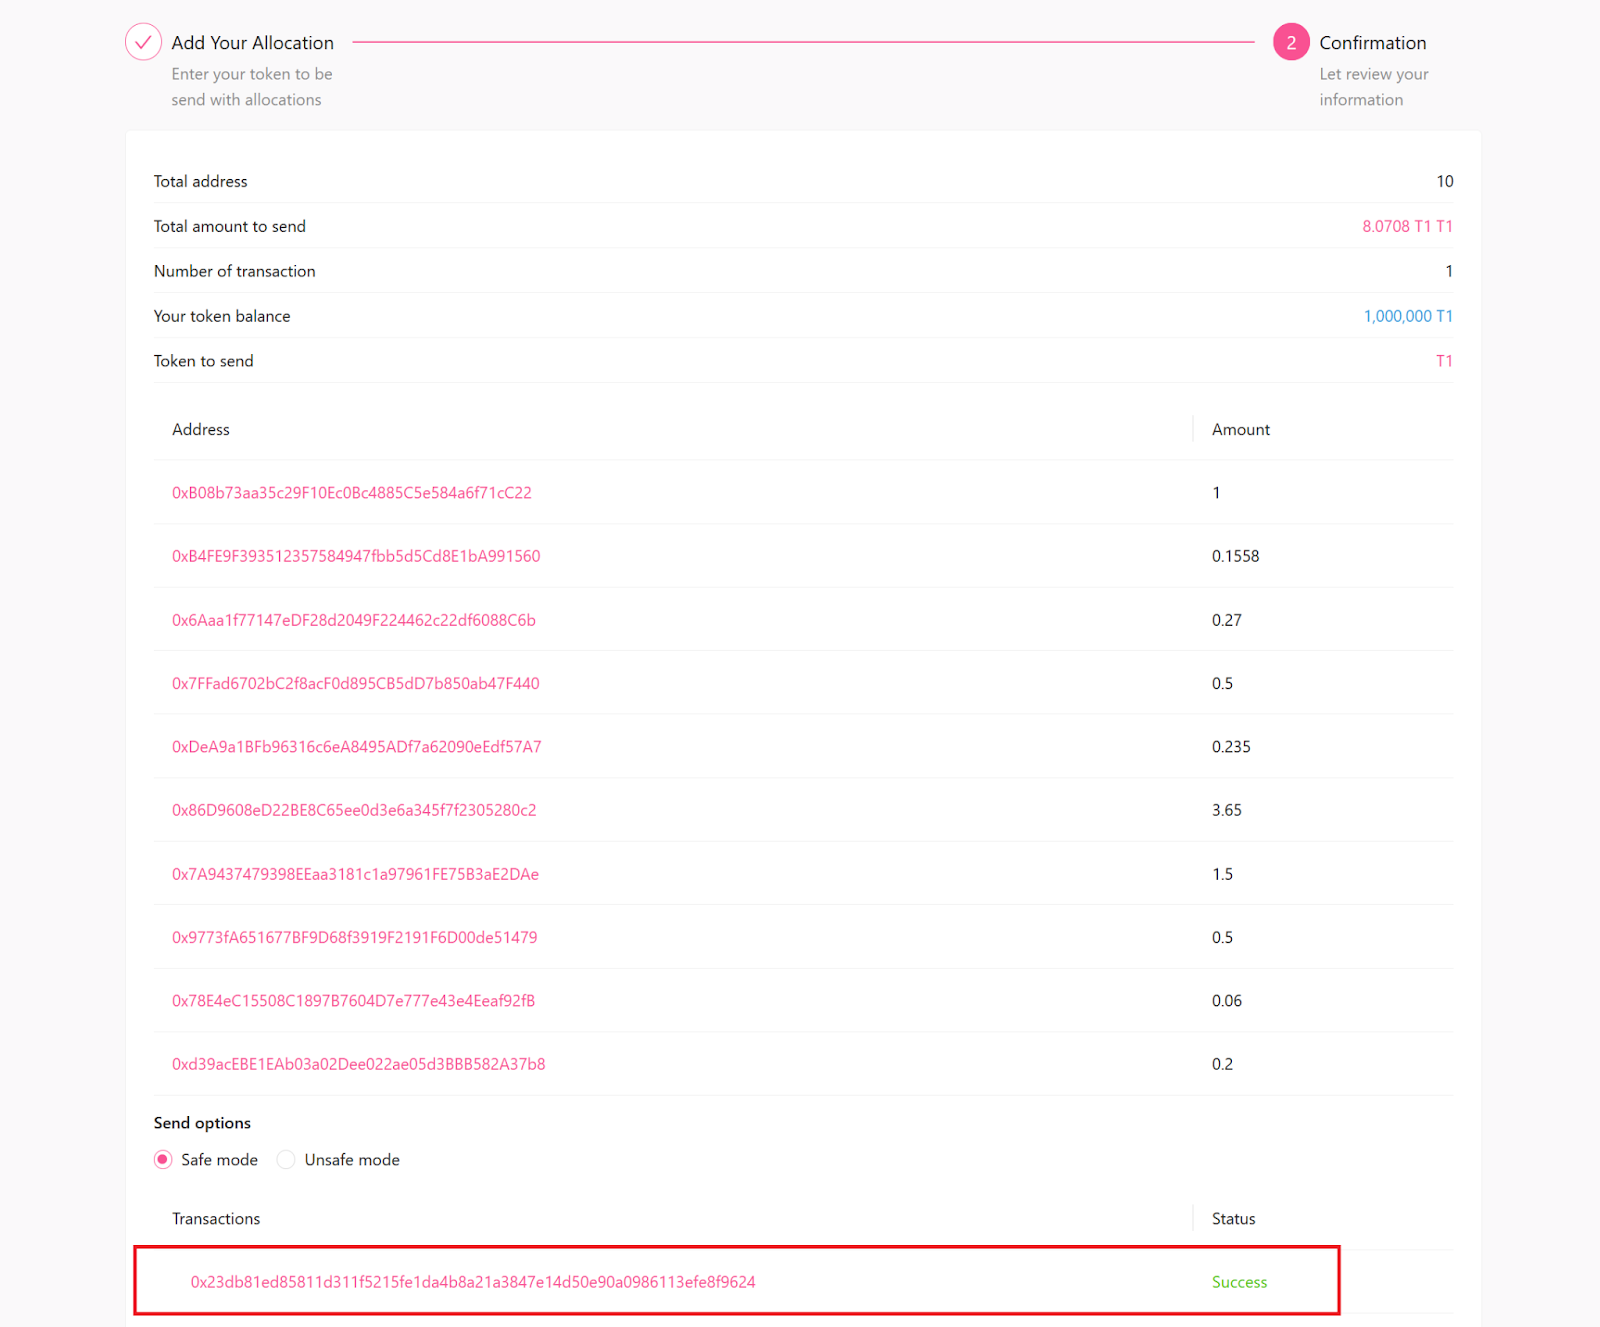 Add Your Allocation
Enter your token to be
send with allocations
2 Confirmation
Let review your
information
Total address 10
Total amount to send 8.0708 T1 T1
Number of transaction 1
Your token balance 1,000,000 T1
Token to send T1
Address Amount
0xB08b73aa35c29F10Ec0Bc4885C5e584a6f71cC22 1
0xB4FE9F393512357584947fbb5d5Cd8E1bA991560 0.1558
0x6Aaa1f77147eDF28d2049F224462c22df6088C6b 0.27
0x7FFad6702bC2f8acF0d895CB5dD7b850ab47F440 0.5
0xDeA9a1BFb96316c6eA8495ADf7a62090eEdf57A7 0.235
0x86D9608eD22BE8C65ee0d3e6a345f7f2305280c2 3.65
0x7A9437479398EEaa3181c1a97961FE75B3aE2DAe 1.5
0x9773fA651677BF9D68f3919F2191F6D00de51479 0.5
0x78E4eC15508C1897B7604D7e777e43e4Eeaf92fB 0.06
0xd39acEBE1EAb03a02Dee022ae05d3BBB582A37b8 0.2
Send options
Safe mode Unsafe mode
Transactions Status
0x23db81ed85811d311f5215fe1da4b8a21a3847e14d50e90a0986113efe8f9624 Success